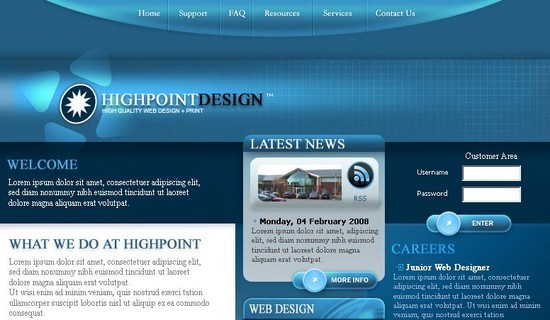 Home Support FAQ Resources Services Contact Us
HIGHPOINTDESIGN™
HIGH QUALITY WEB DESIGN + PRINT
WELCOME
Lorem ipsum dolor sit amet, consectetuer adipiscing elit,
sed diam nonummy nibh euismod tincidunt ut laoreet
dolore magna aliquam erat volutpat.
WHAT WE DO AT HIGHPOINT
Lorem ipsum dolor sit amet, consectetuer adipiscing elit,
sed diam nonummy nibh euismod tincidunt ut laoreet
dolore magna aliquam erat volutpat.
Ut wisi enim ad minim veniam, quis nostrud exerci tation
ullamcorper suscipit lobortis nisl ut aliquip ex ea commodo
consequat.
LATEST NEWS
RSS
Monday, 04 February 2008
Lorem ipsum dolor sit amet,
consectetuer adipiscing elit, sed
diam nonummy nibh euismod
tincidunt ut laoreet dolore magna
aliquam erat volutpat.
MORE INFO
WEB DESIGN
Customer Area
Username
Password
ENTER
CAREERS
Junior Web Designer
Lorem ipsum dolor sit amet, consectetuer
adipiscing elit, sed diam nonummy nibh
euismod tincidunt ut laoreet dolore magna
aliquam erat volutpat. Ut wisi enim ad
minim veniam, quis nostrud exerci tation